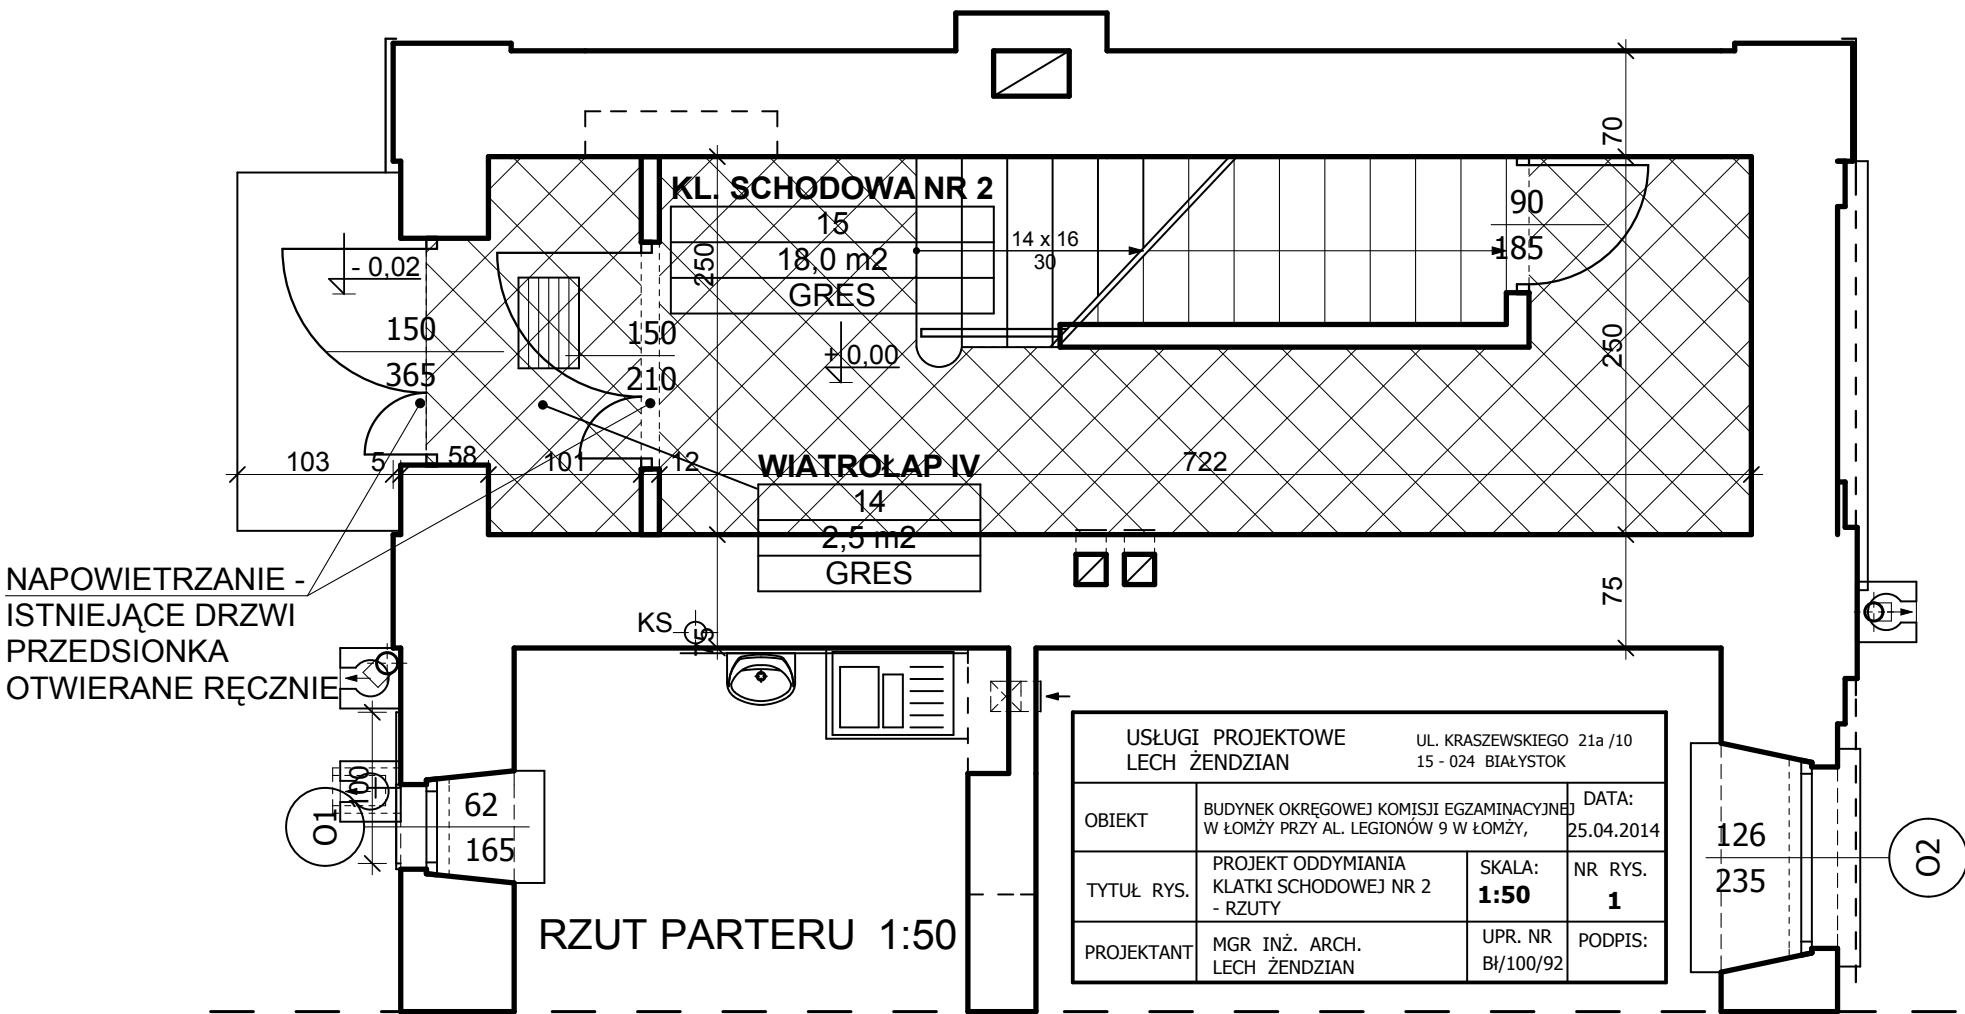 70
KL. SCHODOWA NR 2
15
18,0 m2
GRES
250
14 x 16
30
90
185
- 0,02
150
365
150
210
+ 0,00
250
103
5
58
101
12
722
WIATROŁAP IV
14
2,5 m2
GRES
NAPOWIETRZANIE -
ISTNIEJĄCE DRZWI
PRZEDSIONKA
OTWIERANE RĘCZNIE
75
KS
75
100
O1
62
165
RZUT PARTERU 1:50
USŁUGI PROJEKTOWE
LECH ŻENDZIAN
UL. KRASZEWSKIEGO 21a /10
15 - 024 BIAŁYSTOK
OBIEKT
BUDYNEK OKRĘGOWEJ KOMISJI EGZAMINACYJNEJ
W ŁOMŻY PRZY AL. LEGIONÓW 9 W ŁOMŻY,
DATA:
25.04.2014
TYTUŁ RYS.
PROJEKT ODDYMIANIA
KLATKI SCHODOWEJ NR 2
- RZUTY
SKALA:
1:50
NR RYS.
1
PROJEKTANT
MGR INŻ. ARCH.
LECH ŻENDZIAN
UPR. NR
Bł/100/92
PODPIS:
126
235
O2